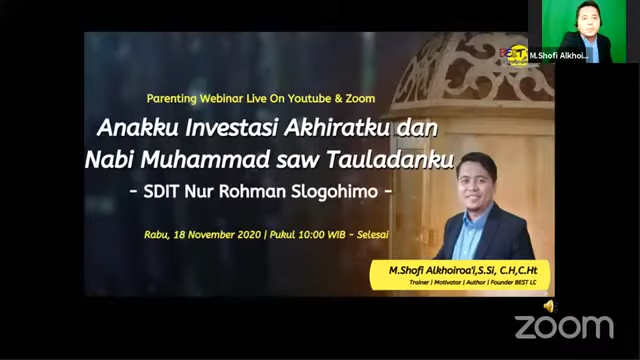 M.Shofi Alkhoi...
Parenting Webinar Live On Youtube & Zoom
Anakku Investasi Akhiratku dan
Nabi Muhammad saw Tauladanku
- SDIT Nur Rohman Slogohimo -
Rabu, 18 November 2020 | Pukul 10:00 WIB - Selesai
M.Shofi Alkhoiroa'i,S.Si, C.H,C.Ht
Trainer | Motivator | Author | Founder BEST LC
zoom